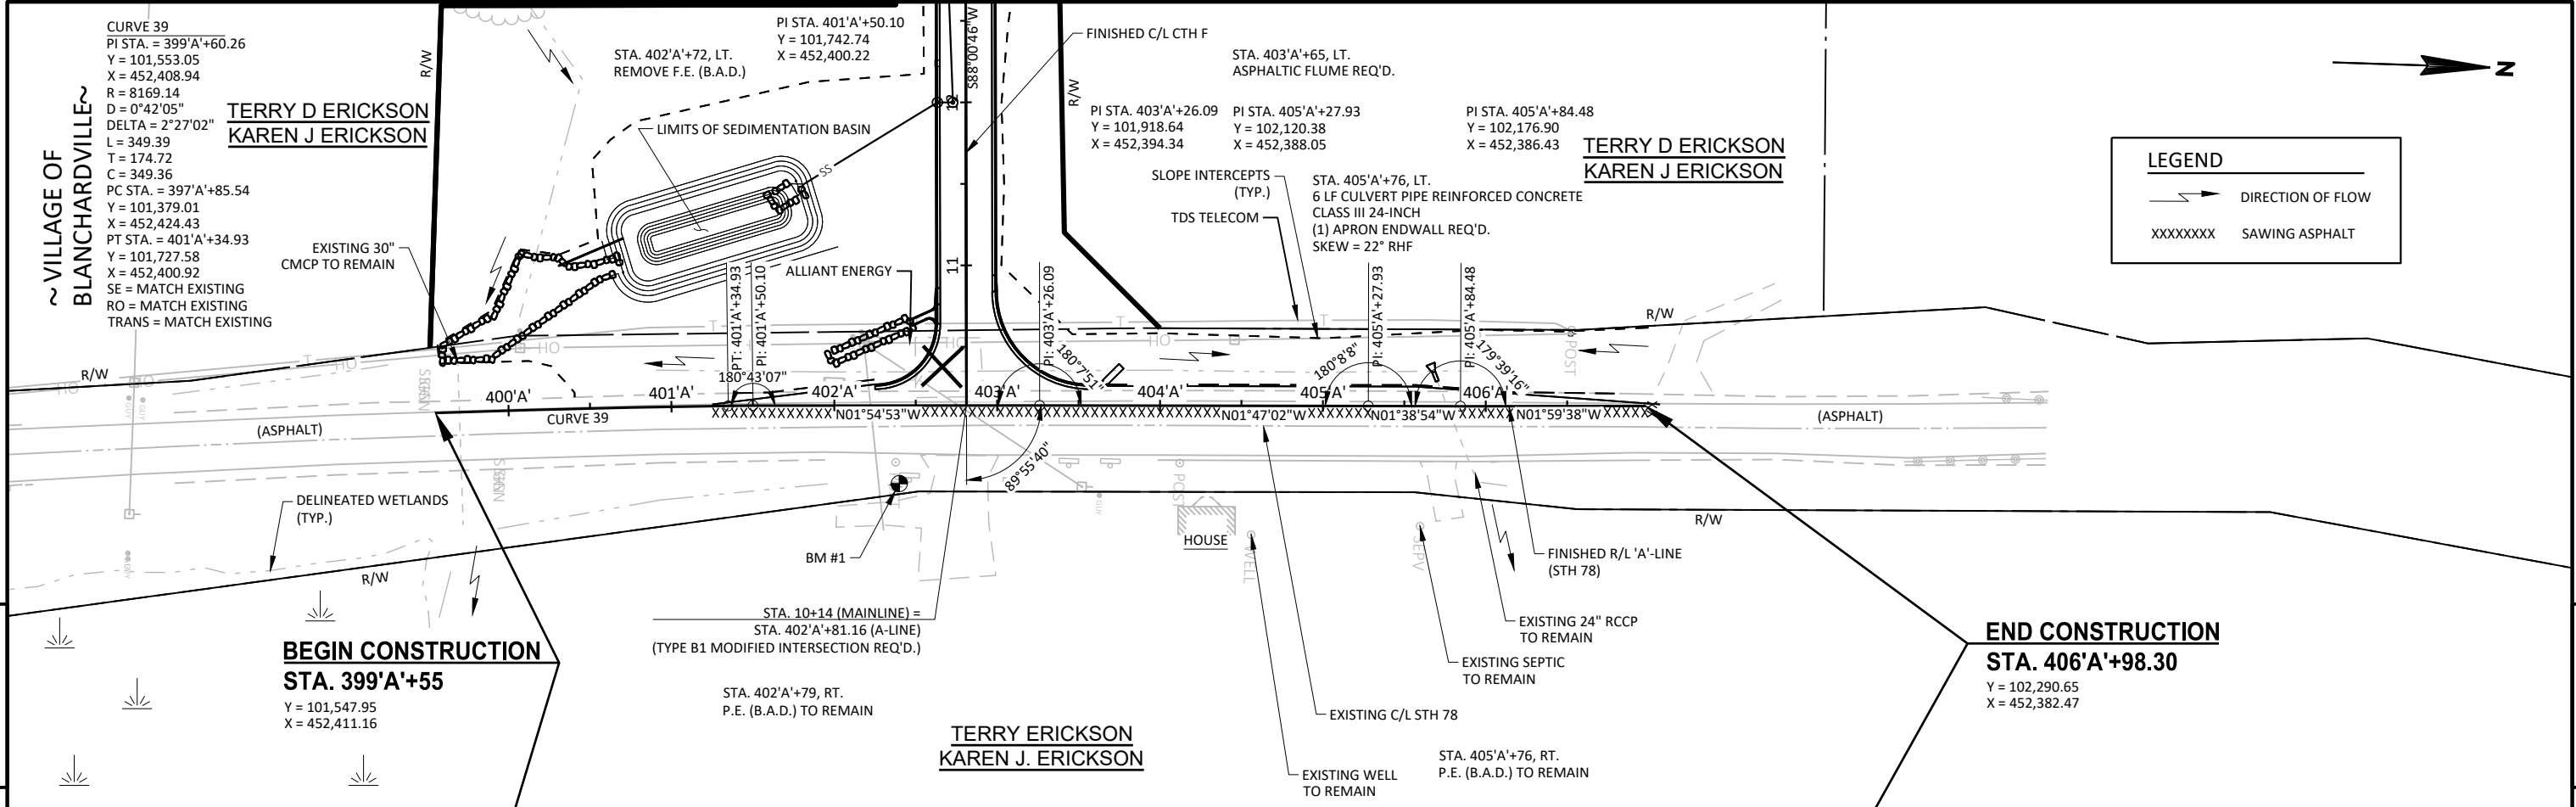 CURVE 39
PI STA. = 399'A'+60.26
Y = 101,553.05
X = 452,408.94
R = 8169.14
D = 0°42'05"
DELTA = 2°27'02"
L = 349.39
T = 174.72
C = 349.36
PC STA. = 397'A'+85.54
Y = 101,379.01
X = 452,424.43
PT STA. = 401'A'+34.93
Y = 101,727.58
X = 452,400.92
SE = MATCH EXISTING
RO = MATCH EXISTING
TRANS = MATCH EXISTING
~VILLAGE OF
BLANCHARDVILLE~
TERRY D ERICKSON
KAREN J ERICKSON
R/W
EXISTING 30"
CMCP TO REMAIN
STA. 402'A'+72, LT.
REMOVE F.E. (B.A.D.)
PI STA. 401'A'+50.10
Y = 101,742.74
X = 452,400.22
LIMITS OF SEDIMENTATION BASIN
SS
ALLIANT ENERGY
S88°00'46"W
12
11
FINISHED C/L CTH F
R/W
STA. 403'A'+65, LT.
ASPHALTIC FLUME REQ'D.
PI STA. 403'A'+26.09
Y = 101,918.64
X = 452,394.34
PI STA. 405'A'+27.93
Y = 102,120.38
X = 452,388.05
PI STA. 405'A'+84.48
Y = 102,176.90
X = 452,386.43
TERRY D ERICKSON
KAREN J ERICKSON
SLOPE INTERCEPTS
(TYP.)
TDS TELECOM
STA. 405'A'+76, LT.
6 LF CULVERT PIPE REINFORCED CONCRETE
CLASS III 24-INCH
(1) APRON ENDWALL REQ'D.
SKEW = 22° RHF
N
LEGEND
DIRECTION OF FLOW
XXXXXXXX SAWING ASPHALT
PT: 401'A'+34.93
PI: 401'A'+50.10
PI: 403'A'+26.09
PI: 405'A'+27.93
PI: 405'A'+84.48
180°43'07"
180°7'51"
180°8'8"
179°39'16"
89°55'40"
R/W
R/W
HO
T
HO
T
HO
T
HO
T
HO
T
POST
400'A'
401'A'
402'A'
403'A'
404'A'
405'A'
406'A'
CURVE 39
N01°54'53"W
N01°47'02"W
N01°38'54"W
N01°59'38"W
(ASPHALT)
(ASPHALT)
GUY
GUY
GUY
POST
DELINEATED WETLANDS
(TYP.)
R/W
R/W
BM #1
HOUSE
WELL
SEPV
FINISHED R/L 'A'-LINE
(STH 78)
EXISTING 24" RCCP
TO REMAIN
EXISTING SEPTIC
TO REMAIN
EXISTING C/L STH 78
EXISTING WELL
TO REMAIN
STA. 10+14 (MAINLINE) =
STA. 402'A'+81.16 (A-LINE)
(TYPE B1 MODIFIED INTERSECTION REQ'D.)
STA. 402'A'+79, RT.
P.E. (B.A.D.) TO REMAIN
STA. 405'A'+76, RT.
P.E. (B.A.D.) TO REMAIN
TERRY ERICKSON
KAREN J. ERICKSON
BEGIN CONSTRUCTION
STA. 399'A'+55
Y = 101,547.95
X = 452,411.16
END CONSTRUCTION
STA. 406'A'+98.30
Y = 102,290.65
X = 452,382.47